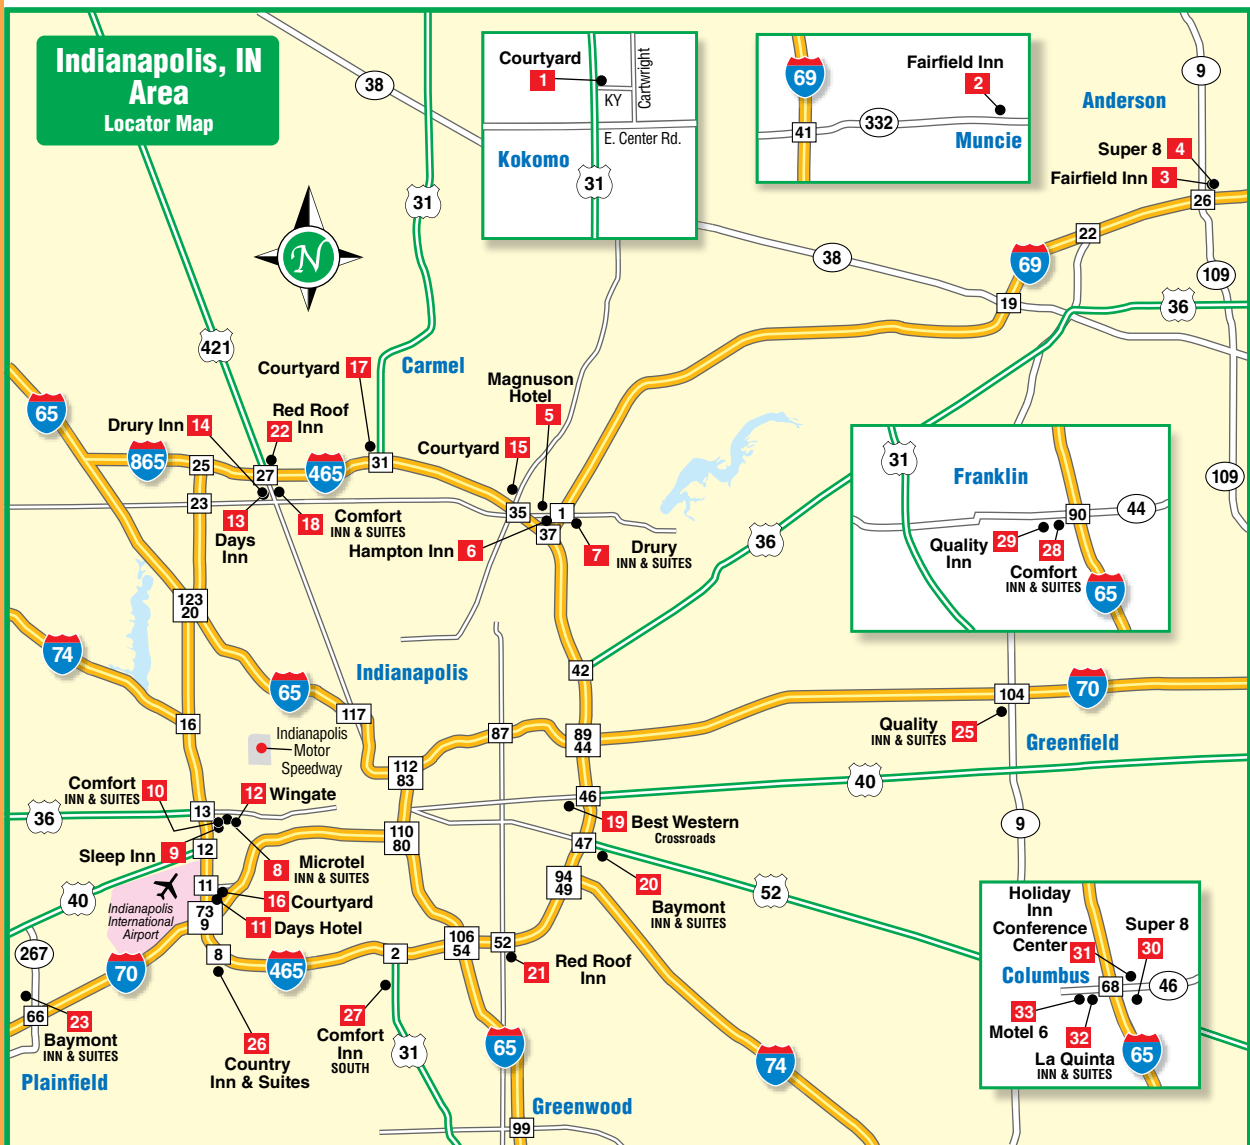 Indianapolis, IN
Area
Locator Map
N
38
31
421
Courtyard
1
KY
Cartwright
E. Center Rd.
Kokomo
31
69
41
332
Fairfield Inn
2
Muncie
9
Anderson
Super 8 4
Fairfield Inn 3
26
22
69
38
19
109
36
109
65
865
25
23
Drury Inn 14
Red Roof
22 Inn
27
465
13
Days
Inn
18
Comfort
INN & SUITES
Courtyard 17
Carmel
31
Magnuson
Hotel
5
Courtyard 15
35
1
37
Hampton Inn 6
7
Drury
INN & SUITES
36
31
Franklin
90
44
Quality
Inn
29
28
Comfort
INN & SUITES
65
123
20
74
65
Indianapolis
42
16
117
87
89
44
112
83
Indianapolis
Motor
Speedway
104
70
Quality
INN & SUITES
25
Greenfield
40
9
Comfort
INN & SUITES
10
12 Wingate
36
13
46
19 Best Western
Crossroads
Sleep Inn 9
12
8
Microtel
INN & SUITES
110
80
47
20
Baymont
INN & SUITES
52
40
11
16 Courtyard
Indianapolis
International
Airport
73
9
11 Days Hotel
94
49
267
70
8
465
2
106
54
52
21
Red Roof
Inn
66
23
Baymont
INN & SUITES
Plainfield
26
Country
Inn & Suites
27
Comfort
Inn
SOUTH
31
65
74
Greenwood
99
Holiday
Inn
Conference
Center 31
Super 8
30
Columbus
68
46
33
Motel 6
32
La Quinta
INN & SUITES
65